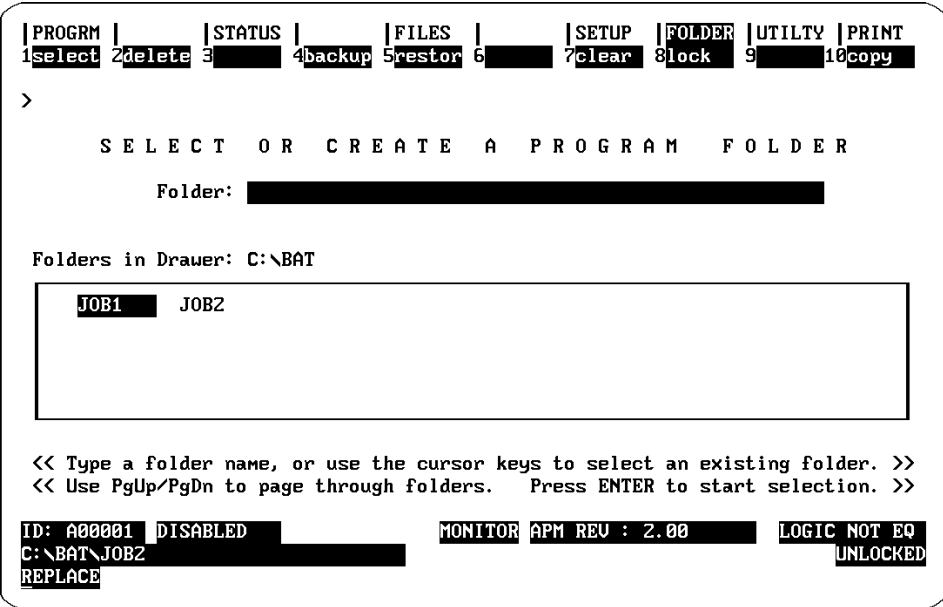 |PROGRM | |STATUS | |FILES | |SETUP |FOLDER |UTILTY |PRINT
1select 2delete 3 4backup 5restor 6 7clear 8lock 9 10copy
>
S E L E C T   O R   C R E A T E   A   P R O G R A M   F O L D E R
Folder:
Folders in Drawer: C:\BAT
JOB1 JOB2
<< Type a folder name, or use the cursor keys to select an existing folder. >>
<< Use PgUp/PgDn to page through folders. Press ENTER to start selection. >>
ID: A00001 DISABLED MONITOR APM REV : 2.00 LOGIC NOT EQ
C:\BAT\JOB2 UNLOCKED
REPLACE